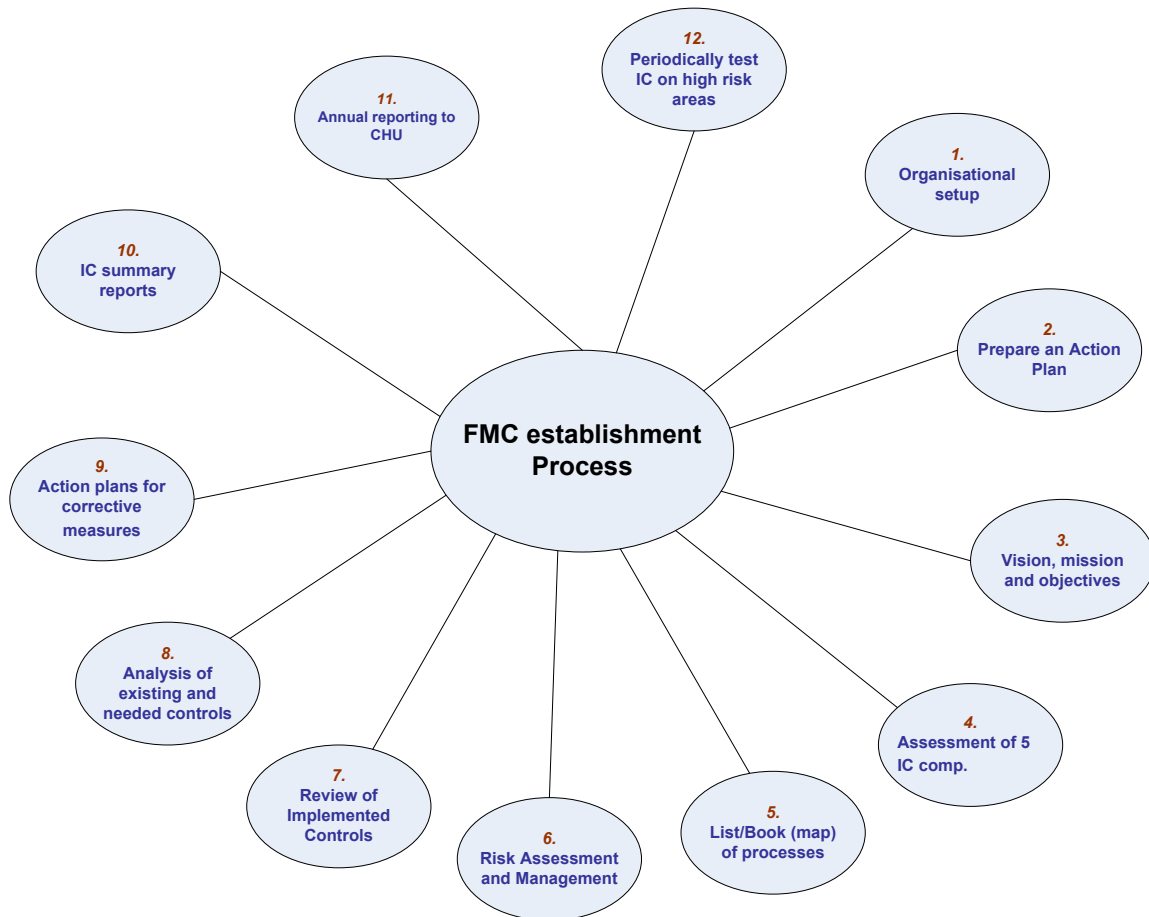 FMC establishment
Process
1.
Organisational
setup
2.
Prepare an Action
Plan
3.
Vision, mission
and objectives
4.
Assessment of 5
IC comp.
5.
List/Book (map)
of processes
6.
Risk Assessment
and Management
7.
Review of
Implemented
Controls
8.
Analysis of
existing and
needed controls
9.
Action plans for
corrective
measures
10.
IC summary
reports
11.
Annual reporting to
CHU
12.
Periodically test
IC on high risk
areas